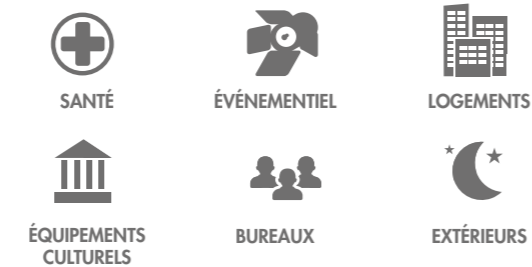 SANTÉ
ÉVÉNEMENTIEL
LOGEMENTS
ÉQUIPEMENTS
CULTURELS
BUREAUX
EXTÉRIEURS